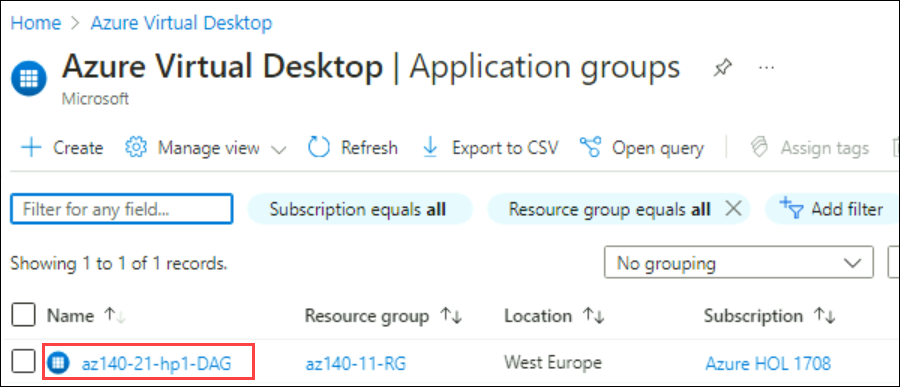 Home > Azure Virtual Desktop
Azure Virtual Desktop | Application groups
Microsoft
Create Manage view Refresh Export to CSV Open query Assign tags
Filter for any field... Subscription equals all Resource group equals all Add filter
Showing 1 to 1 of 1 records. No grouping
Name Resource group Location Subscription
az140-21-hp1-DAG az140-11-RG West Europe Azure HOL 1708